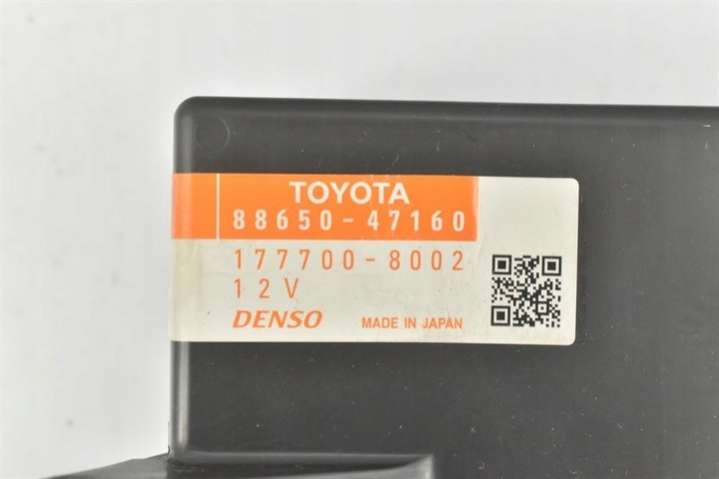 TOYOTA
88650-47160
177700-8002
12V
DENSO MADE IN JAPAN